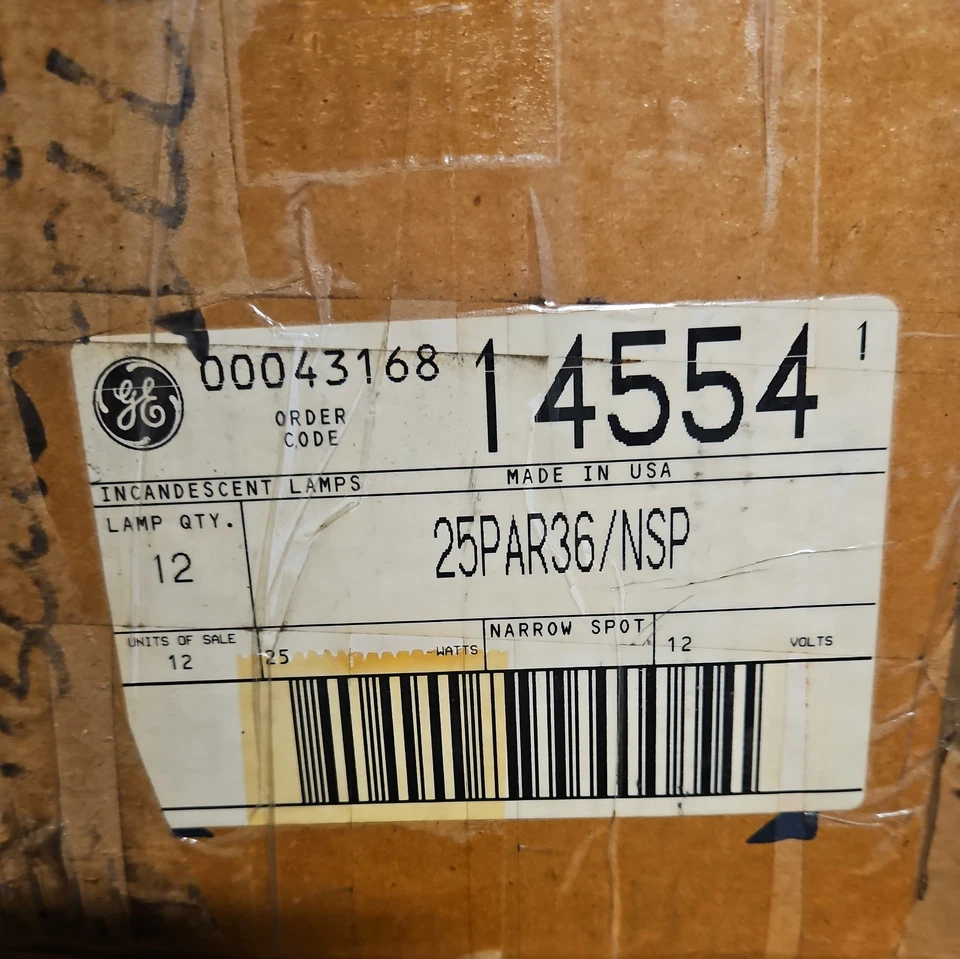 GE 00043168 14554 1
ORDER
CODE
INCANDESCENT LAMPS MADE IN USA
LAMP QTY.
12
25PAR36/NSP
UNITS OF SALE
12
25 WATTS
NARROW SPOT
12 VOLTS